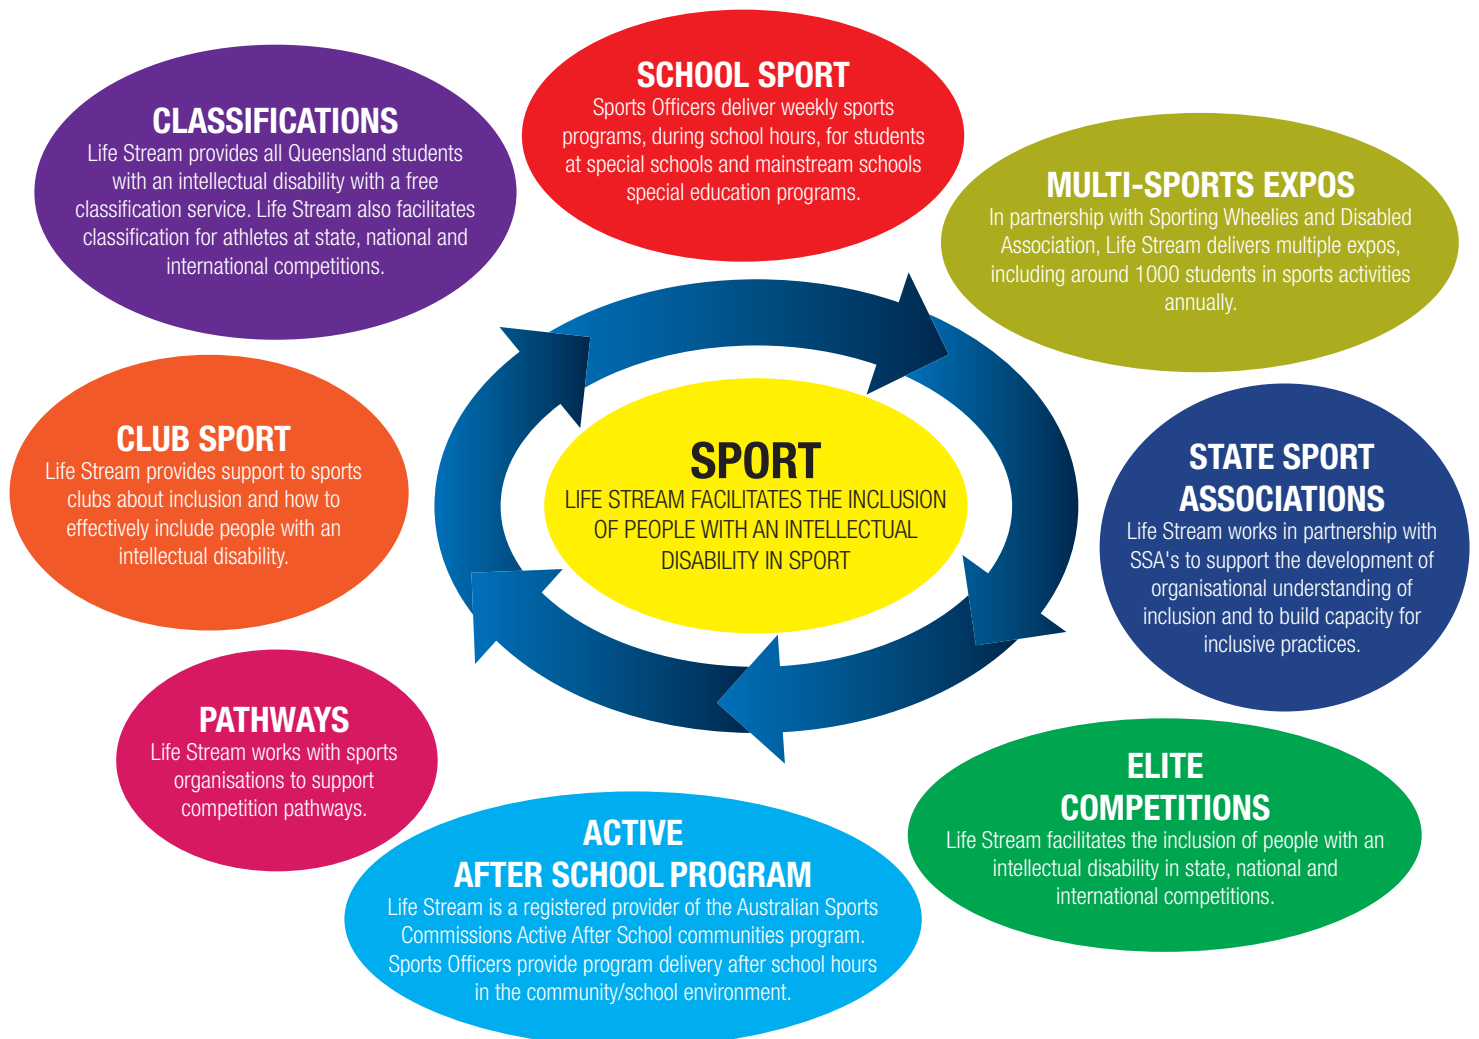 SCHOOL SPORT
Sports Officers deliver weekly sports
programs, during school hours, for students
at special schools and mainstream schools
special education programs.
CLASSIFICATIONS
Life Stream provides all Queensland students
with an intellectual disability with a free
classification service. Life Stream also facilitates
classification for athletes at state, national and
international competitions.
MULTI-SPORTS EXPOS
In partnership with Sporting Wheelies and Disabled
Association, Life Stream delivers multiple expos,
including around 1000 students in sports activities
annually.
CLUB SPORT
Life Stream provides support to sports
clubs about inclusion and how to
effectively include people with an
intellectual disability.
SPORT
LIFE STREAM FACILITATES THE INCLUSION
OF PEOPLE WITH AN INTELLECTUAL
DISABILITY IN SPORT
STATE SPORT
ASSOCIATIONS
Life Stream works in partnership with
SSA's to support the development of
organisational understanding of
inclusion and to build capacity for
inclusive practices.
PATHWAYS
Life Stream works with sports
organisations to support
competition pathways.
ELITE
COMPETITIONS
Life Stream facilitates the inclusion of people with an
intellectual disability in state, national and
international competitions.
ACTIVE
AFTER SCHOOL PROGRAM
Life Stream is a registered provider of the Australian Sports
Commissions Active After School communities program.
Sports Officers provide program delivery after school hours
in the community/school environment.